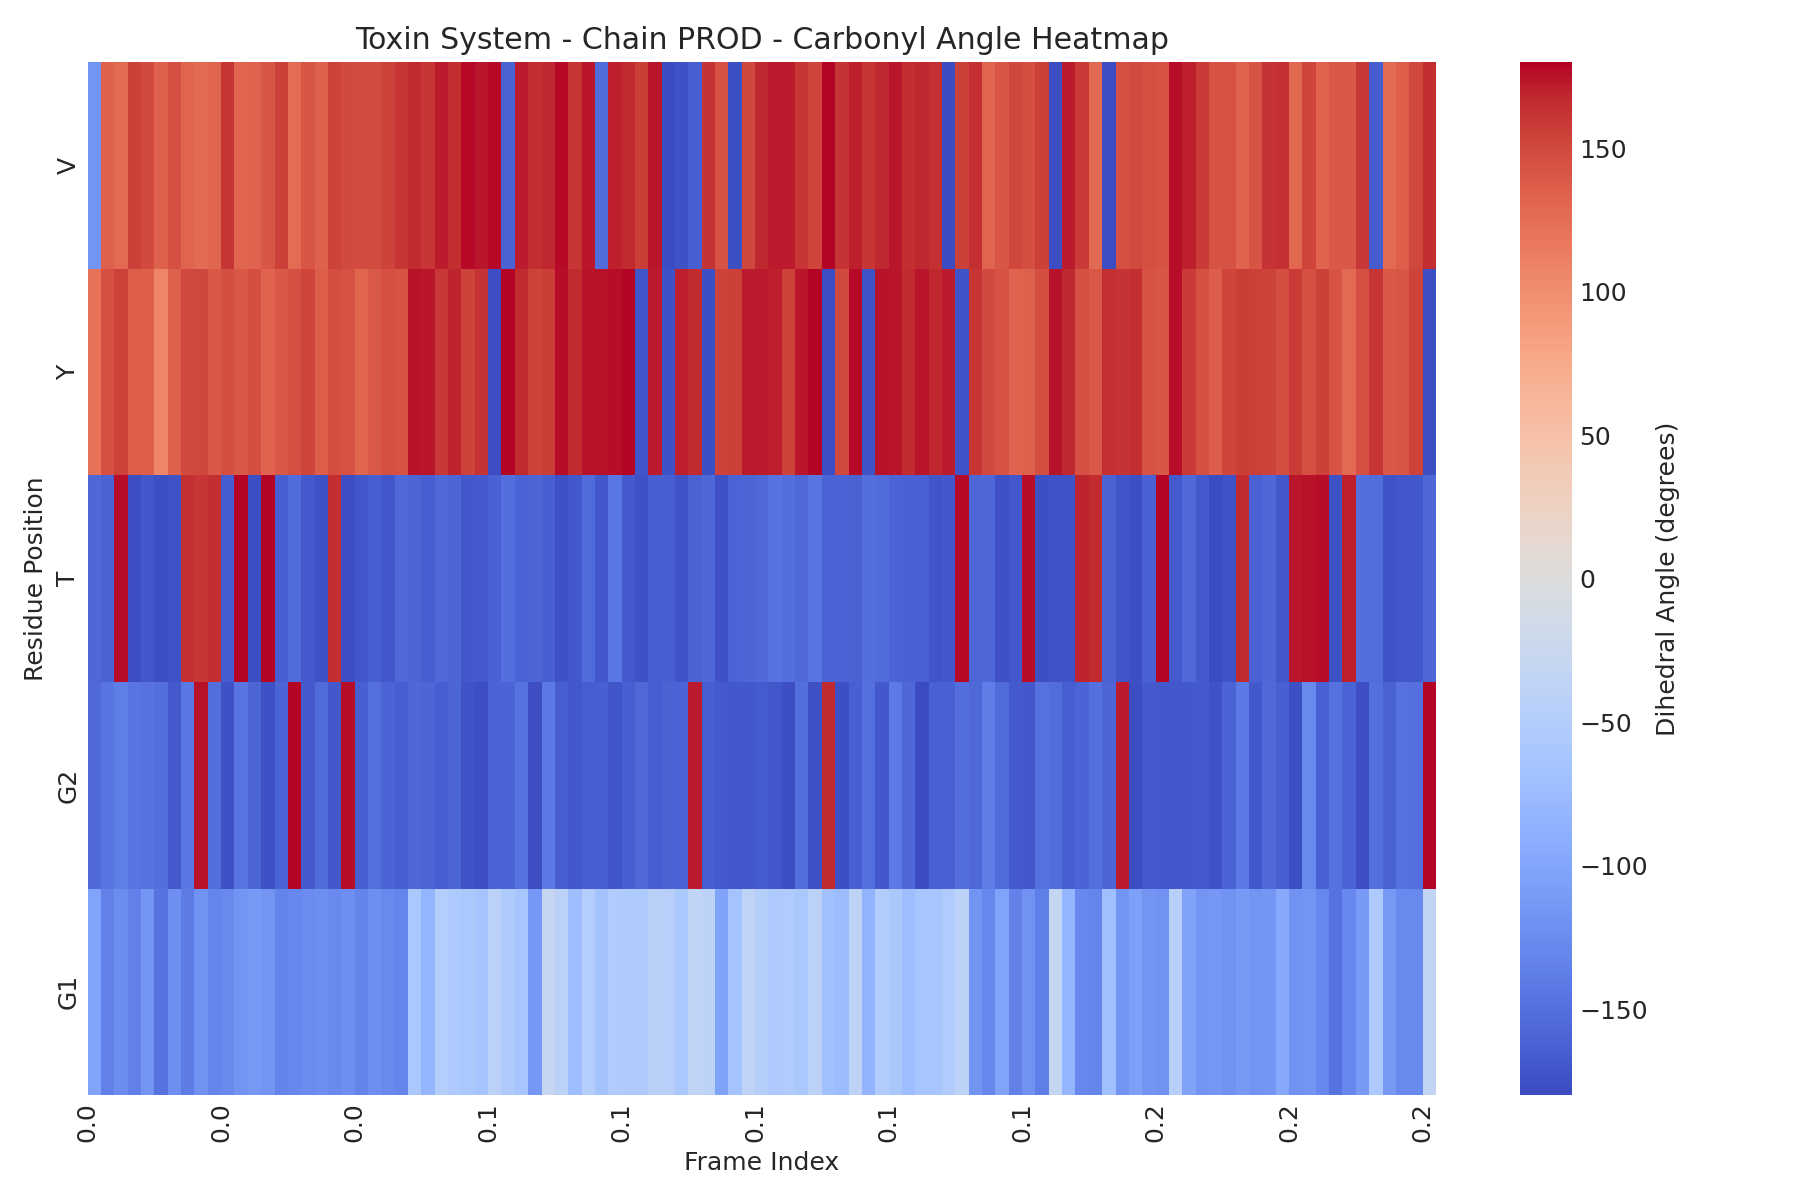 Toxin System - Chain PROD - Carbonyl Angle Heatmap
Residue Position
V
Y
T
G2
G1
0.0
0.0
0.0
0.1
0.1
0.1
0.1
0.1
0.2
0.2
0.2
Frame Index
150
100
50
0
−50
−100
−150
Dihedral Angle (degrees)